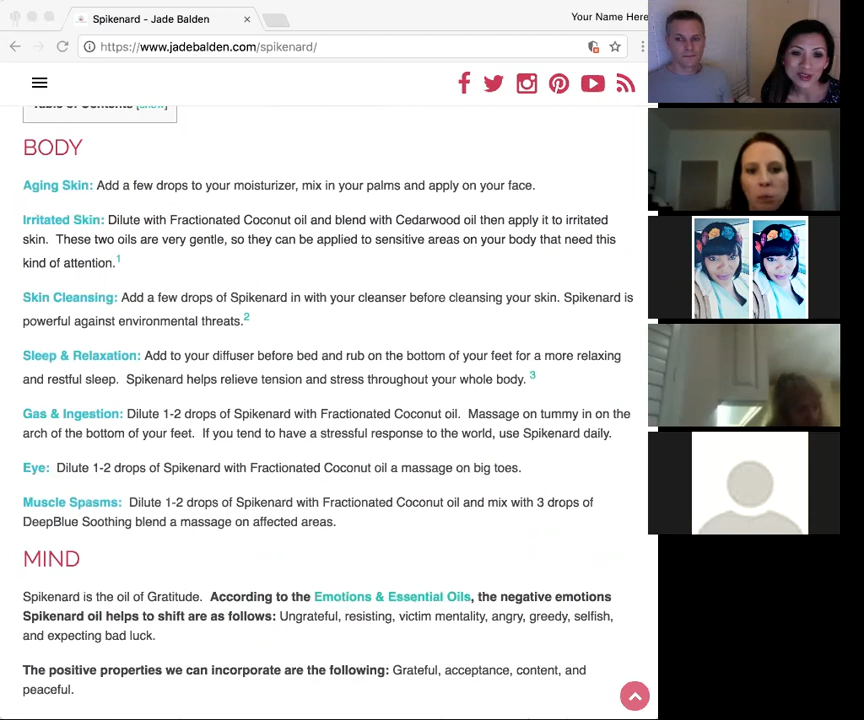 Spikenard - Jade Balden
Your Name Here
https://www.jadebalden.com/spikenard/
Table of Contents [show]
BODY
Aging Skin: Add a few drops to your moisturizer, mix in your palms and apply on your face.
Irritated Skin: Dilute with Fractionated Coconut oil and blend with Cedarwood oil then apply it to irritated
skin. These two oils are very gentle, so they can be applied to sensitive areas on your body that need this
kind of attention.1
Skin Cleansing: Add a few drops of Spikenard in with your cleanser before cleansing your skin. Spikenard is
powerful against environmental threats.2
Sleep & Relaxation: Add to your diffuser before bed and rub on the bottom of your feet for a more relaxing
and restful sleep. Spikenard helps relieve tension and stress throughout your whole body. 3
Gas & Ingestion: Dilute 1-2 drops of Spikenard with Fractionated Coconut oil. Massage on tummy in on the
arch of the bottom of your feet. If you tend to have a stressful response to the world, use Spikenard daily.
Eye: Dilute 1-2 drops of Spikenard with Fractionated Coconut oil a massage on big toes.
Muscle Spasms: Dilute 1-2 drops of Spikenard with Fractionated Coconut oil and mix with 3 drops of
DeepBlue Soothing blend a massage on affected areas.
MIND
Spikenard is the oil of Gratitude. According to the Emotions & Essential Oils, the negative emotions
Spikenard oil helps to shift are as follows: Ungrateful, resisting, victim mentality, angry, greedy, selfish,
and expecting bad luck.
The positive properties we can incorporate are the following: Grateful, acceptance, content, and
peaceful.